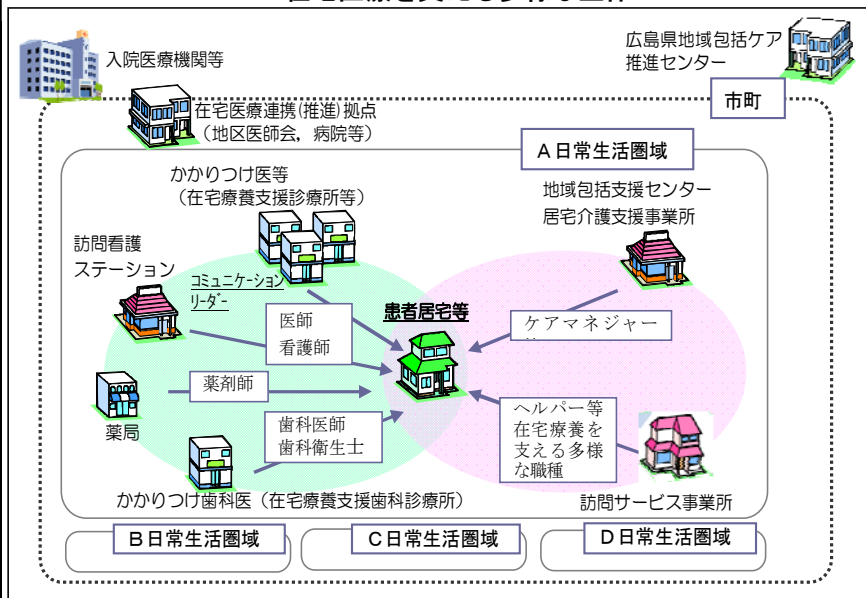 入院医療機関等
広島県地域包括ケア
推進センター
市町
在宅医療連携(推進)拠点
（地区医師会，病院等）
Ａ日常生活圏域
かかりつけ医等
（在宅療養支援診療所等）
地域包括支援センター
居宅介護支援事業所
訪問看護
ステーション
ｺﾐｭﾆｹｰｼｮﾝ
ﾘｰﾀﾞｰ
患者居宅等
医師
看護師
ケアマネジャー
薬剤師
薬局
歯科医師
歯科衛生士
ヘルパー等
在宅療養を
支える多様
な職種
かかりつけ歯科医（在宅療養支援歯科診療所）
訪問サービス事業所
Ｂ日常生活圏域
Ｃ日常生活圏域
Ｄ日常生活圏域